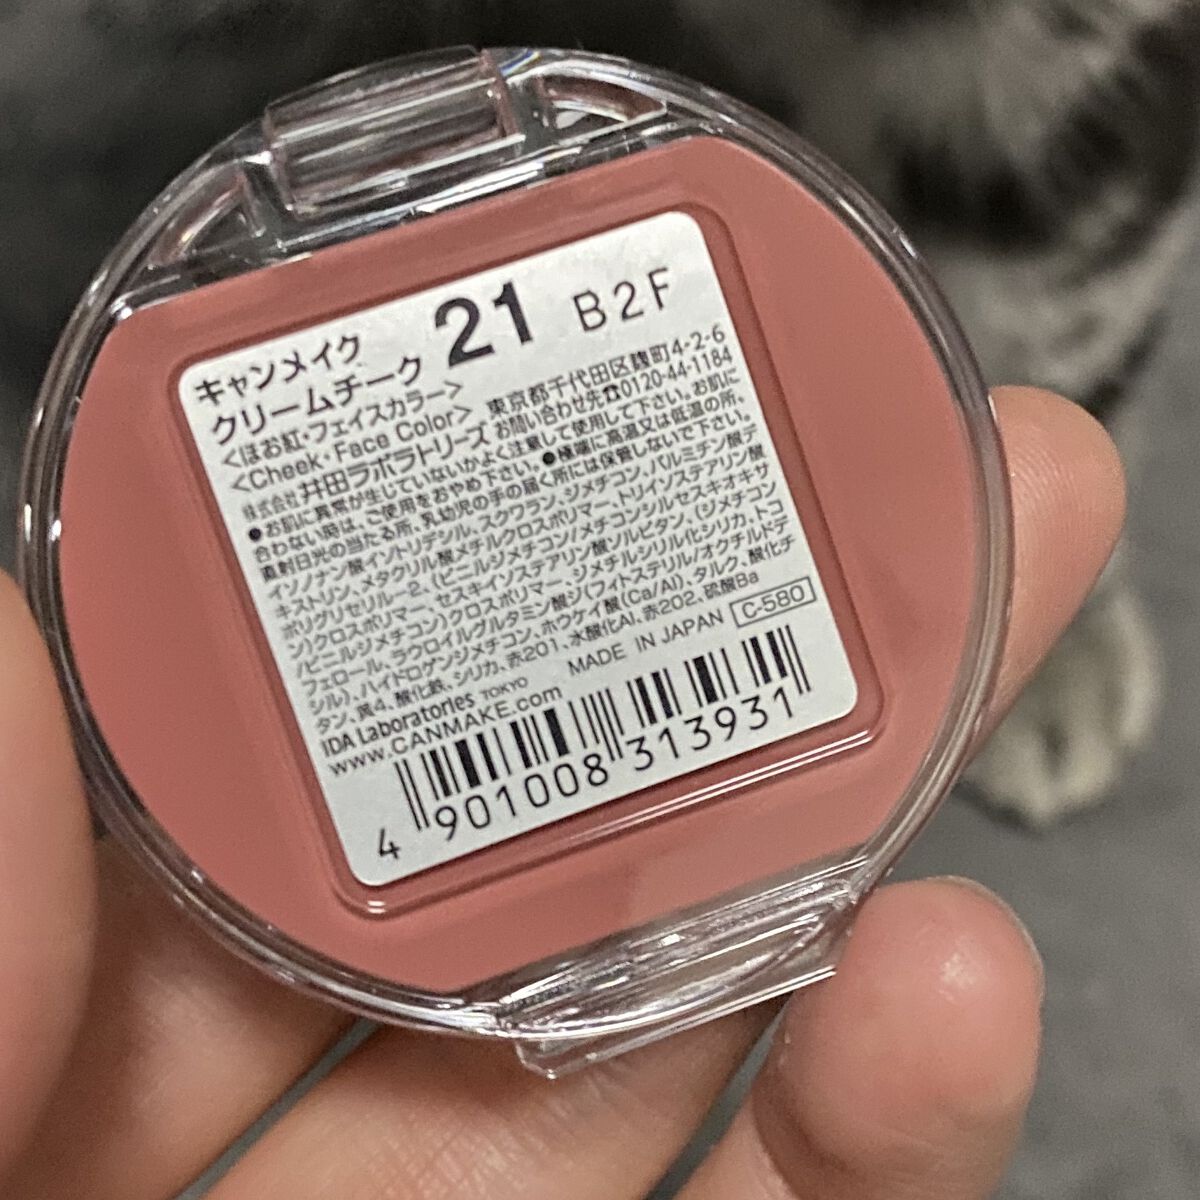 キャンメイク
クリームチーク 21 B2F
<ほお紅・フェイスカラー>
<Cheek・Face Color> 東京都千代田区麹町4-2-6
株式会社 井田ラボラトリーズ お問い合わせ先☎0120-44-1184
●お肌に異常が生じていないかよく注意して使用して下さい。お肌に
合わない時は、ご使用をおやめ下さい。●極端に高温又は低温の所、
直射日光の当たる所、乳幼児の手の届く所には保管しないで下さい。
イソノナン酸イソトリデシル、スクワラン、ジメチコン、パルミチン酸デ
キストリン、メタクリル酸メチルクロスポリマー、トリイソステアリン酸
ポリグリセリル-2、(ビニルジメチコン/メチコンシルセスキオキサ
ン)クロスポリマー、セスキイソステアリン酸ソルビタン、(ジメチコン
/ビニルジメチコン)クロスポリマー、ジメチルシリル化シリカ、トコ
フェロール、ラウロイルグルタミン酸ジ(フィトステリル/オクチルドデ
シル)、ハイドロゲンジメチコン、ホウケイ酸(Ca/Al)、タルク、酸化チ
タン、黄4、酸化鉄、シリカ、赤201、水酸化Al、赤202、硫酸Ba
IDA Laboratories TOKYO MADE IN JAPAN C-580
www.CANMAKE.com
4 901008 313931